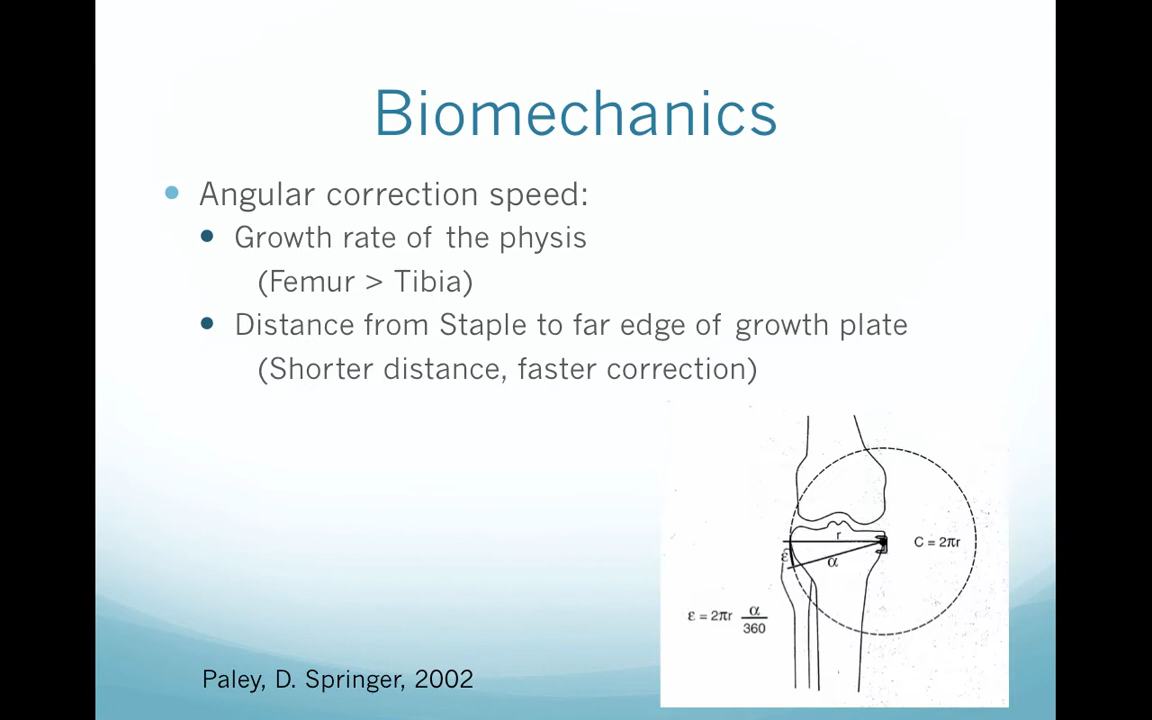 Biomechanics
Angular correction speed:
Growth rate of the physis
(Femur > Tibia)
Distance from Staple to far edge of growth plate
(Shorter distance, faster correction)
r
C = 2πr
ε
α
ε = 2πr α/360
Paley, D. Springer, 2002